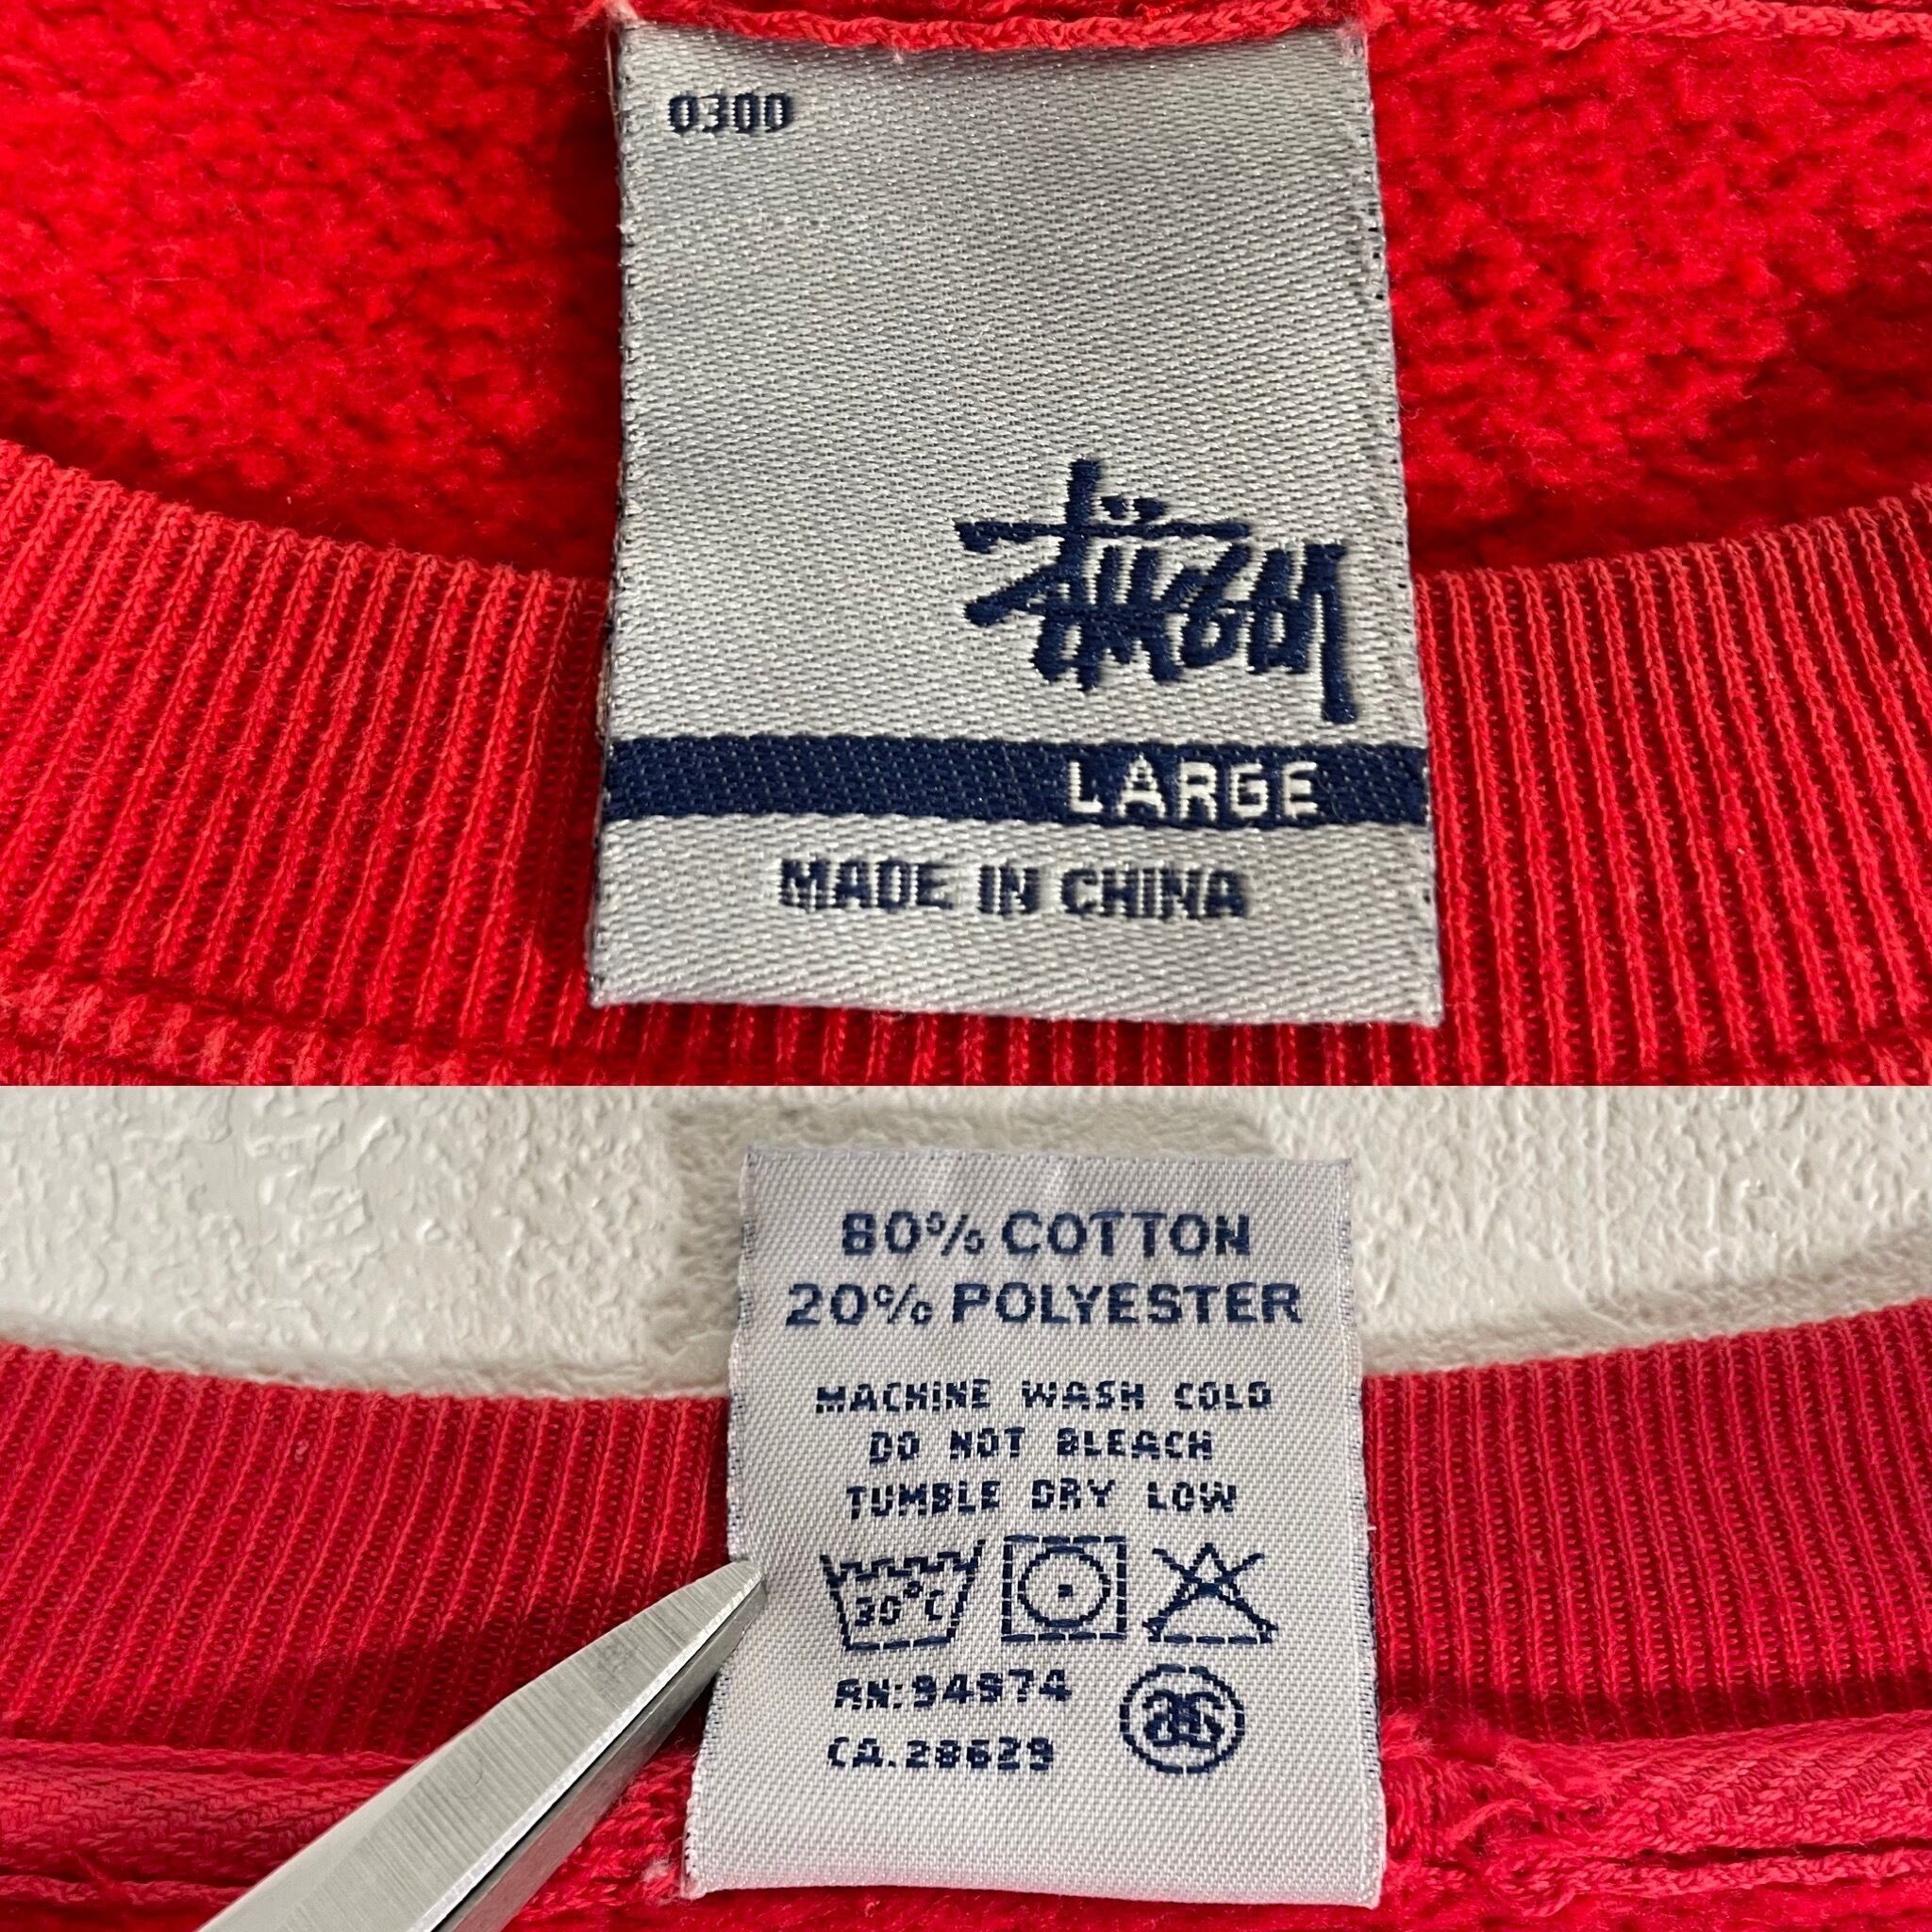 0300
Stüssy
LARGE
MADE IN CHINA
80% COTTON
20% POLYESTER
MACHINE WASH COLD
DO NOT BLEACH
TUMBLE DRY LOW
30°C
RN:94974
CA.28629